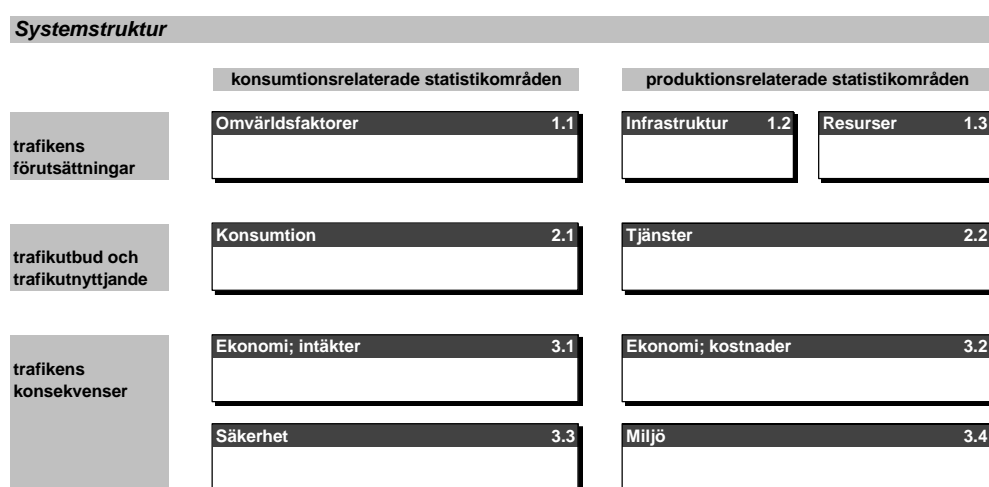 Systemstruktur
konsumtionsrelaterade statistikområden
produktionsrelaterade statistikområden
trafikens
förutsättningar
Omvärldsfaktorer 1.1
Infrastruktur 1.2
Resurser 1.3
trafikutbud och
trafikutnyttjande
Konsumtion 2.1
Tjänster 2.2
trafikens
konsekvenser
Ekonomi; intäkter 3.1
Ekonomi; kostnader 3.2
Säkerhet 3.3
Miljö 3.4